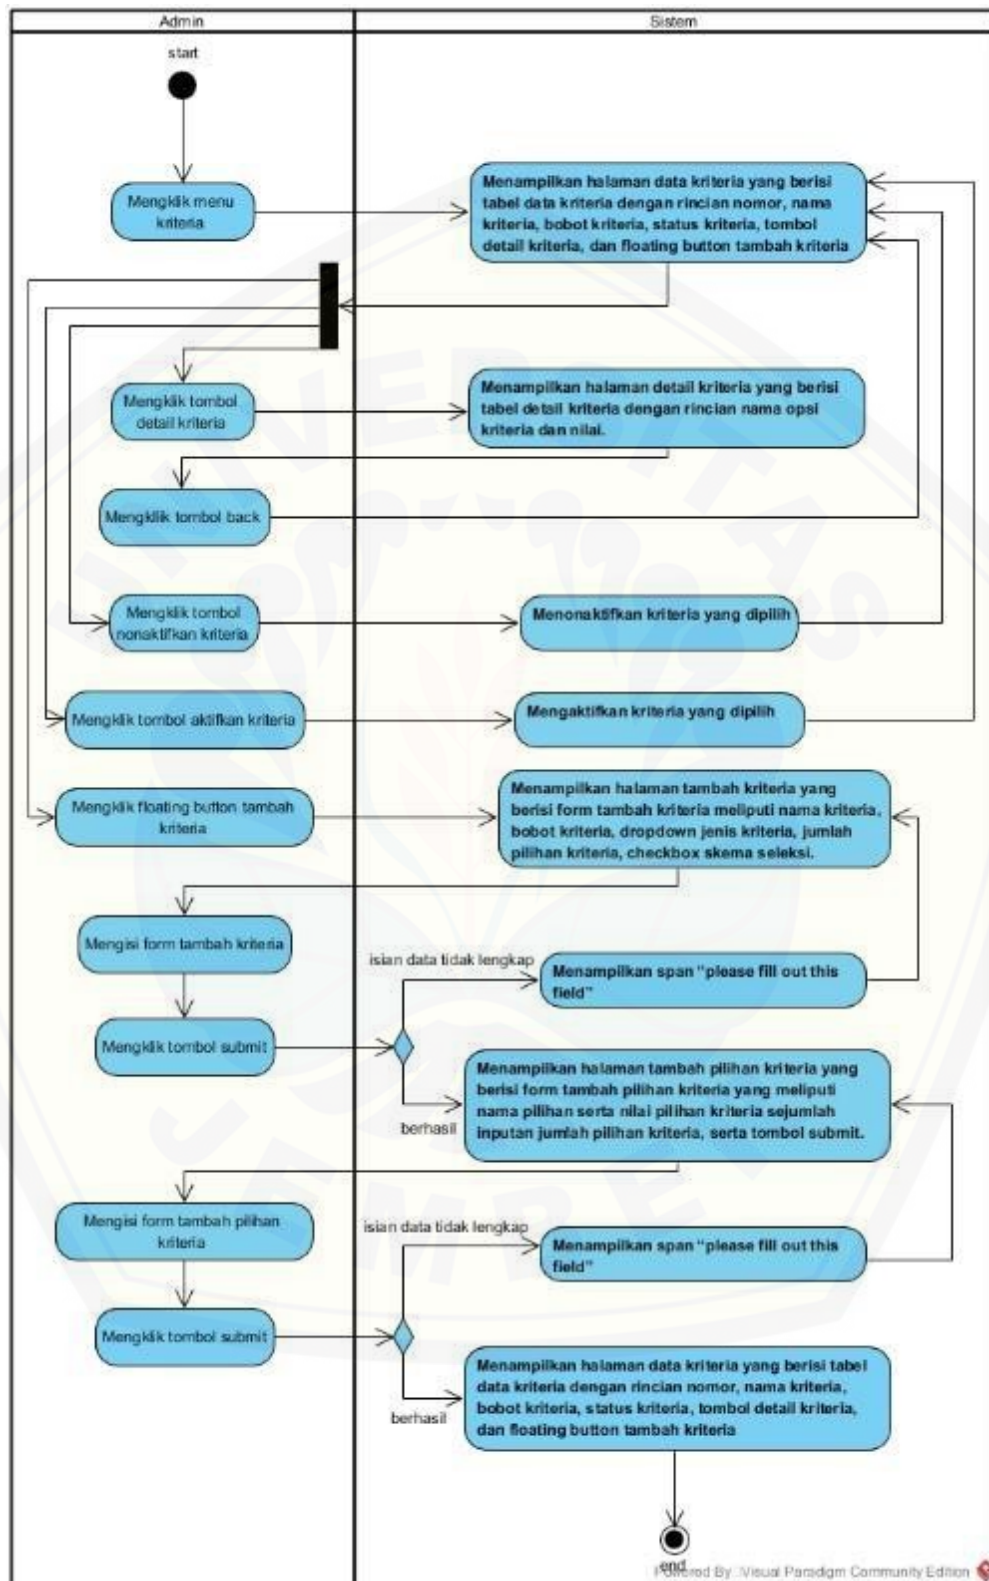 Admin
Sistem
start
Mengklik menu
kriteria
Menampilkan halaman data kriteria yang berisi
tabel data kriteria dengan rincian nomor, nama
kriteria, bobot kriteria, status kriteria, tombol
detail kriteria, dan floating button tambah kriteria
Mengklik tombol
detail kriteria
Menampilkan halaman detail kriteria yang berisi
tabel detail kriteria dengan rincian nama opsi
kriteria dan nilai.
Mengkllik tombol back
Mengklik tombol
nonaktifkan kriteria
Menonaktifkan kriteria yang dipilih
Mengklik tombol aktifkan kriteria
Mengaktifkan kriteria yang dipilih
Mengklik floating button tambah
kriteria
Menampilkan halaman tambah kriteria yang
berisi form tambah kriteria meliputi nama kriteria,
bobot kriteria, dropdown jenis kriteria, jumlah
pilihan kriteria, checkbox skema seleksi.
Mengisi form tambah kriteria
isian data tidak lengkap
Menampilkan span "please fill out this
field"
Mengklik tombol submit
berhasil
Menampilkan halaman tambah pilihan kriteria yang
berisi form tambah pilihan kriteria yang meliputi
nama pilihan serta nilai pilihan kriteria sejumlah
inputan jumlah pilihan kriteria, serta tombol submit.
Mengisi form tambah pilihan
kriteria
isian data tidak lengkap
Menampilkan span "please fill out this
field"
Mengklik tombol submit
berhasil
Menampilkan halaman data kriteria yang berisi tabel
data kriteria dengan rincian nomor, nama kriteria,
bobot kriteria, status kriteria, tombol detail kriteria,
dan floating button tambah kriteria
end
Powered By Visual Paradigm Community Edition
UNIVERSITAS
JEMBER